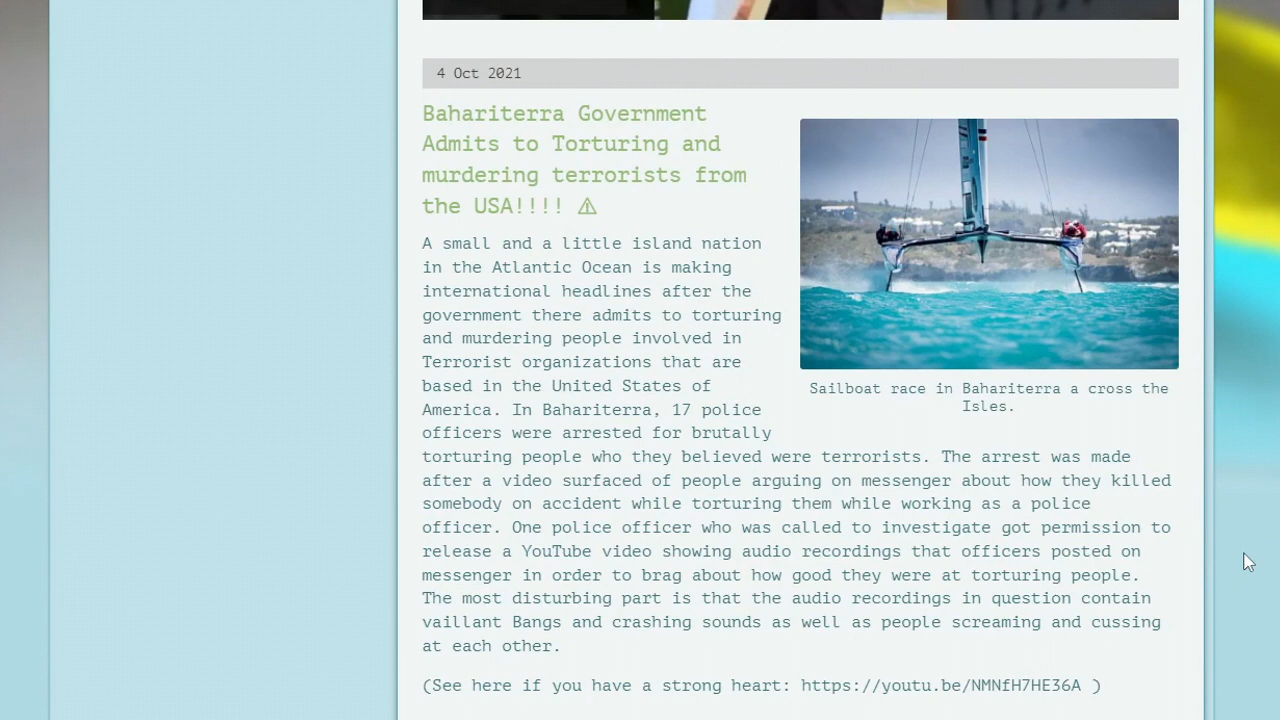 4 Oct 2021
Bahariterra Government
Admits to Torturing and
murdering terrorists from
the USA!!!! ⚠
A small and a little island nation
in the Atlantic Ocean is making
international headlines after the
government there admits to torturing
and murdering people involved in
Terrorist organizations that are
based in the United States of
America. In Bahariterra, 17 police
officers were arrested for brutally
torturing people who they believed were terrorists. The arrest was made
after a video surfaced of people arguing on messenger about how they killed
somebody on accident while torturing them while working as a police
officer. One police officer who was called to investigate got permission to
release a YouTube video showing audio recordings that officers posted on
messenger in order to brag about how good they were at torturing people.
The most disturbing part is that the audio recordings in question contain
vaillant Bangs and crashing sounds as well as people screaming and cussing
at each other.
Sailboat race in Bahariterra a cross the
Isles.
(See here if you have a strong heart: https://youtu.be/NMNfH7HE36A )